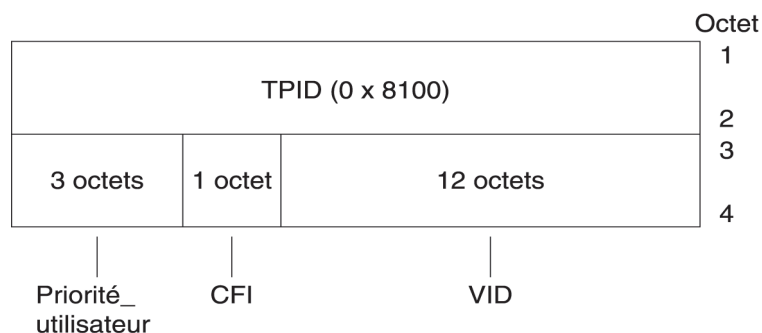 Octet
1
TPID (0 x 8100)
2
3
3 octets
1 octet
12 octets
4
Priorité_
utilisateur
CFI
VID